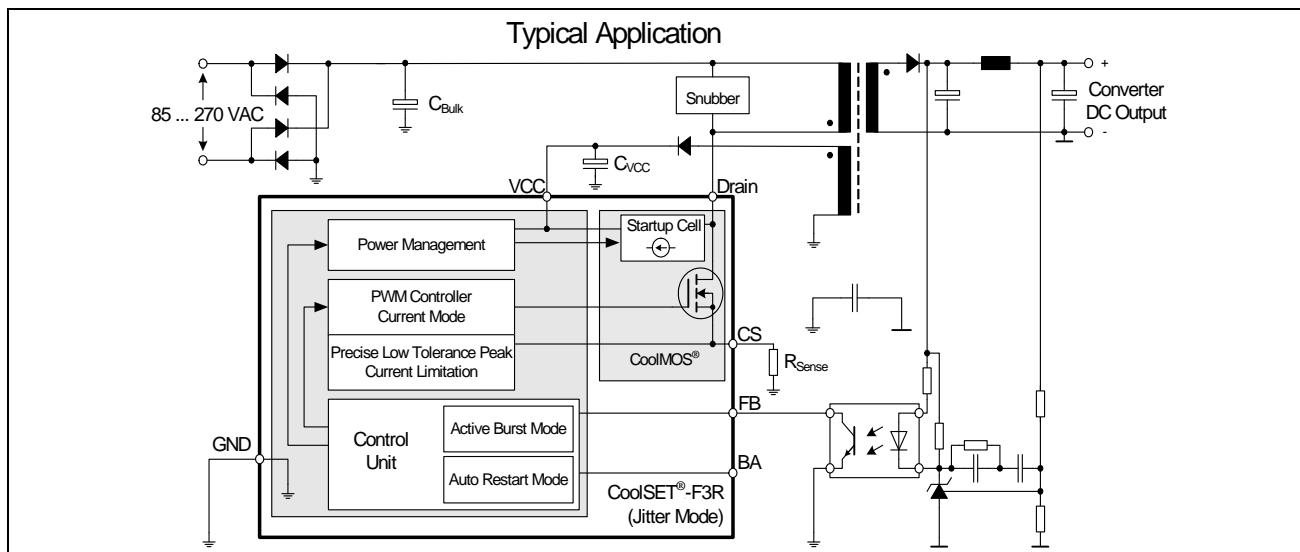 Typical Application
85 ... 270 VAC
CBulk
Snubber
+
Converter
DC Output
-
CVCC
VCC
Drain
Power Management
Startup Cell
PWM Controller
Current Mode
Precise Low Tolerance Peak
Current Limitation
CoolMOS®
CS
RSense
FB
Active Burst Mode
GND
Control
Unit
BA
Auto Restart Mode
CoolSET®-F3R
(Jitter Mode)